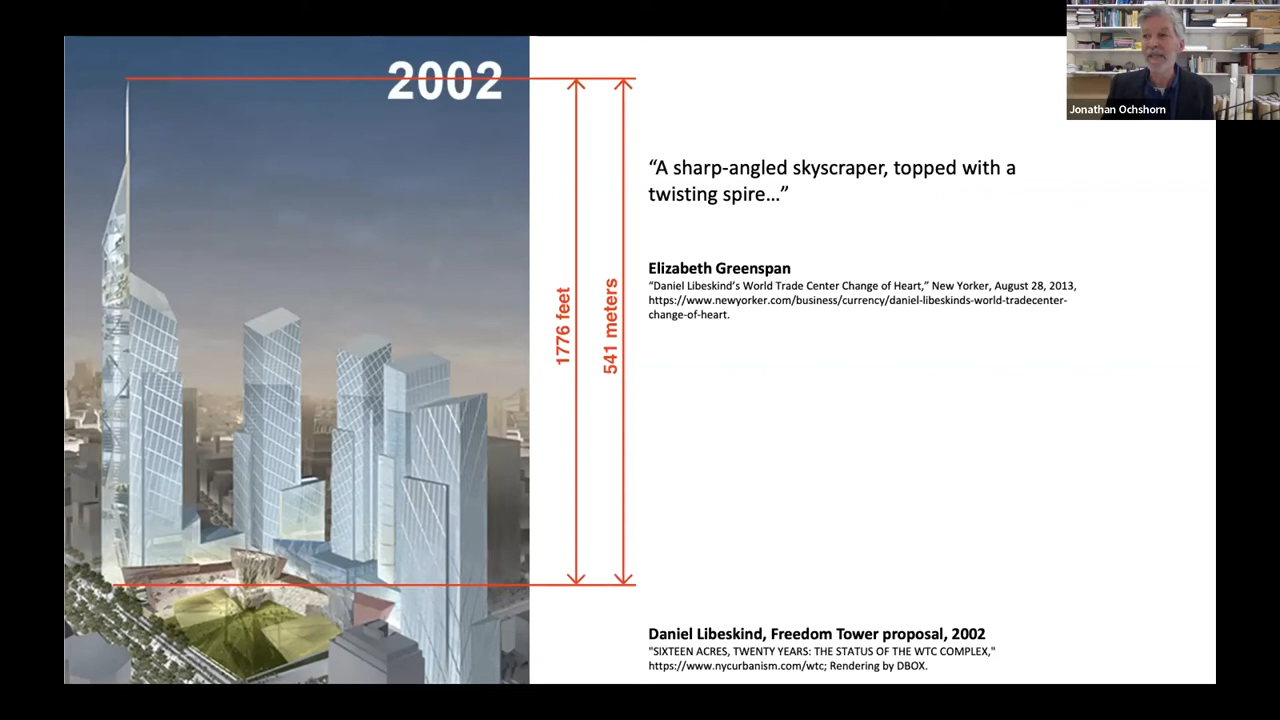 2002
Jonathan Ochshorn
“A sharp-angled skyscraper, topped with a
twisting spire…”
Elizabeth Greenspan
“Daniel Libeskind’s World Trade Center Change of Heart,” New Yorker, August 28, 2013,
https://www.newyorker.com/business/currency/daniel-libeskinds-world-tradecenter-
change-of-heart.
1776 feet
541 meters
Daniel Libeskind, Freedom Tower proposal, 2002
"SIXTEEN ACRES, TWENTY YEARS: THE STATUS OF THE WTC COMPLEX,"
https://www.nycurbanism.com/wtc; Rendering by DBOX.